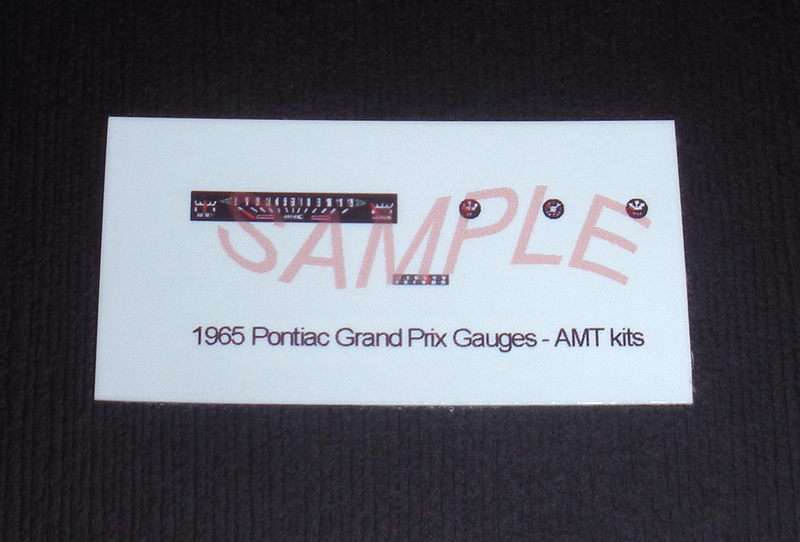 SAMPLE
1965 Pontiac Grand Prix Gauges - AMT kits